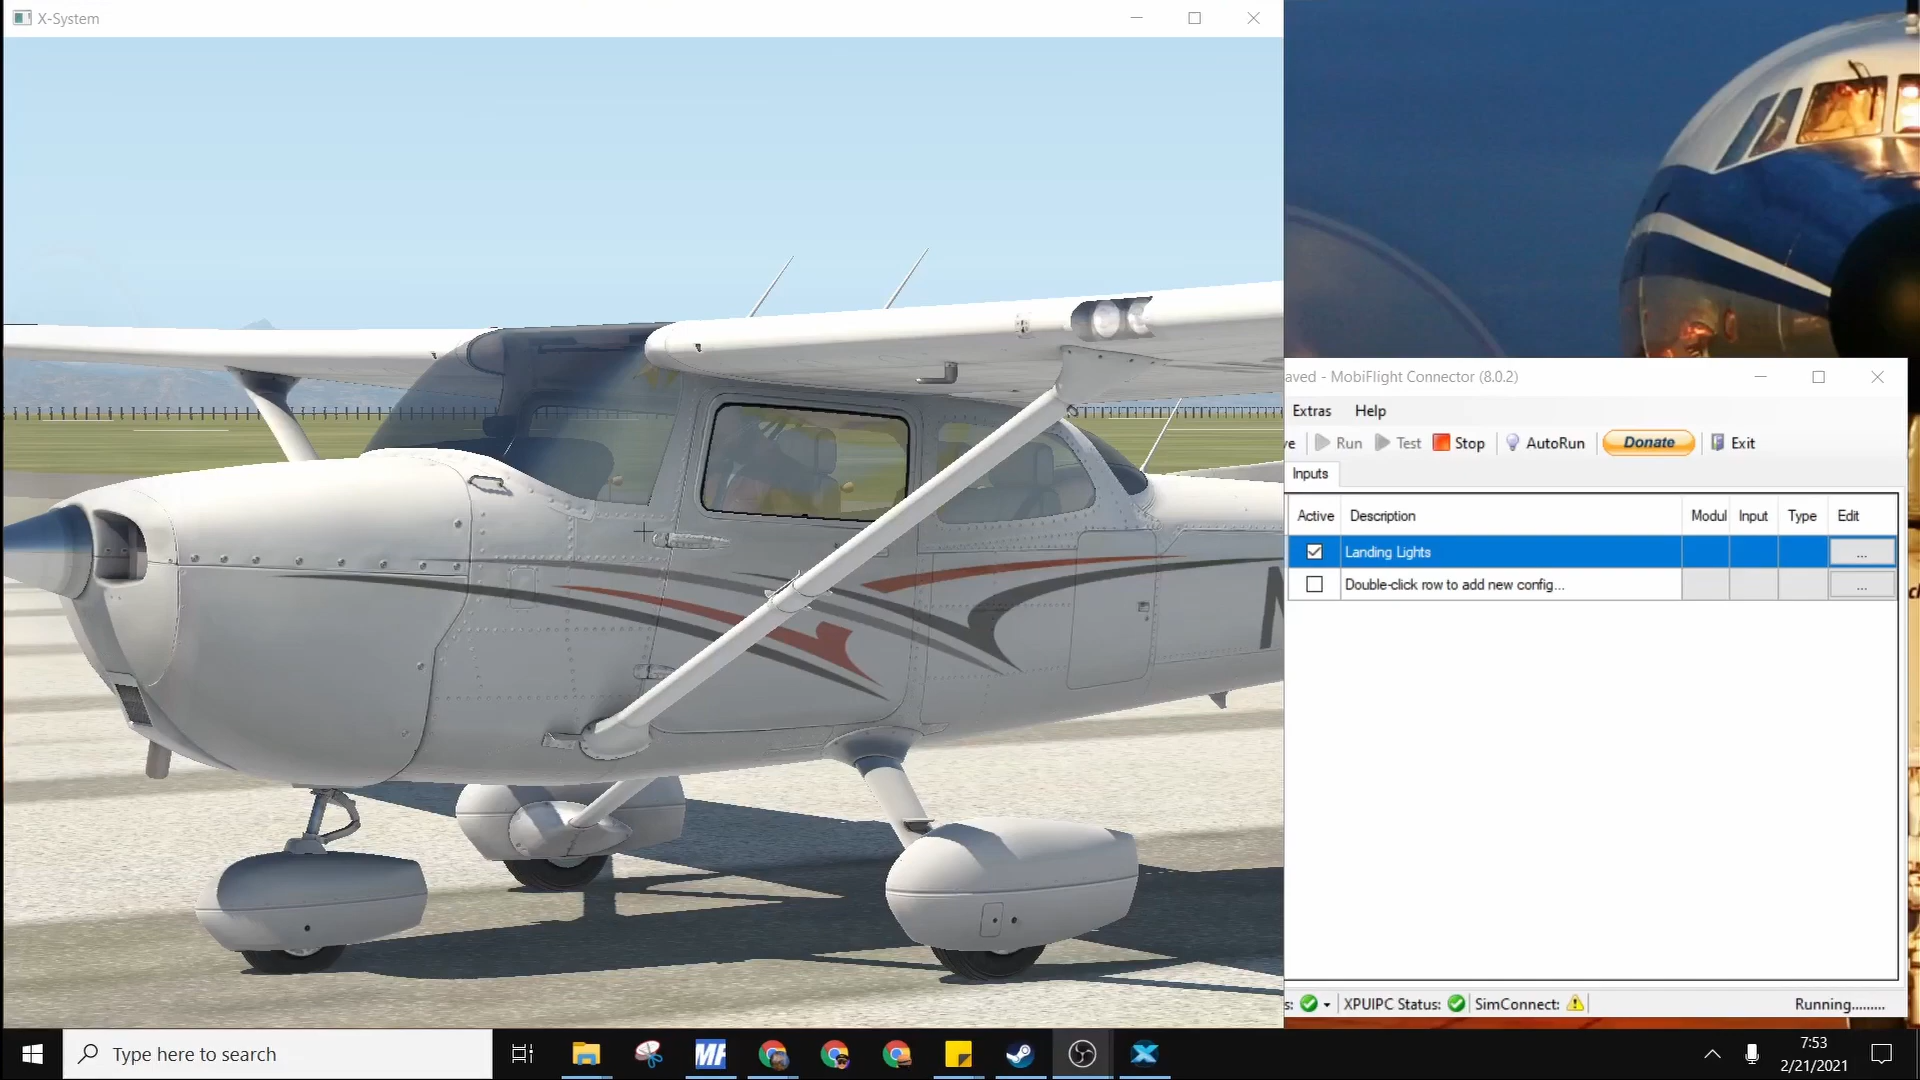 X-System
aved - MobiFlight Connector (8.0.2)
Extras Help
ve Run Test Stop AutoRun Donate Exit
Inputs
Active Description Modul Input Type Edit
Landing Lights ...
Double-click row to add new config... ...
s: XPUIPC Status: SimConnect: Running.........
N
Type here to search
MF
7:53
2/21/2021